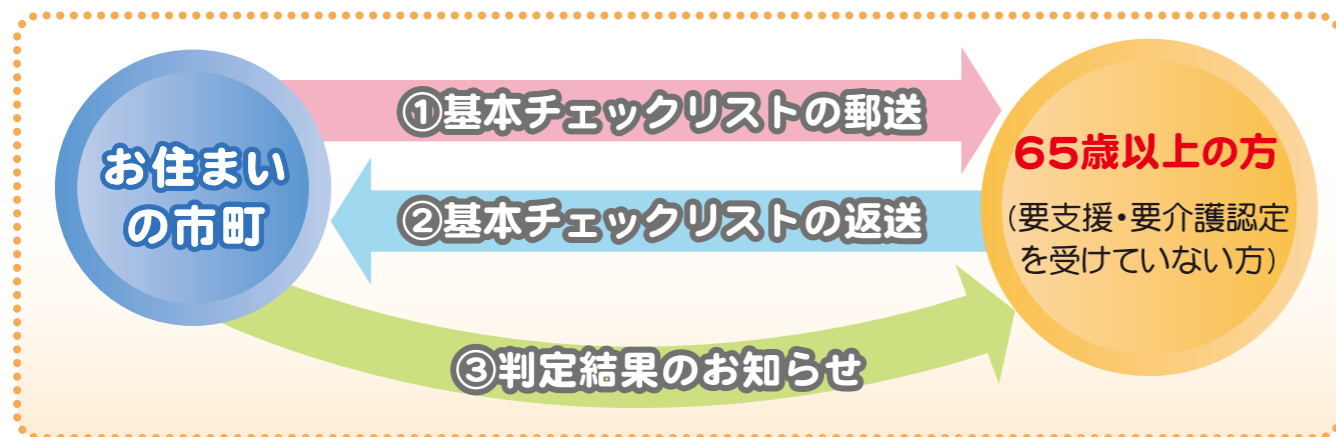 お住まい
の市町
①基本チェックリストの郵送
②基本チェックリストの返送
③判定結果のお知らせ
65歳以上の方
(要支援・要介護認定
を受けていない方)